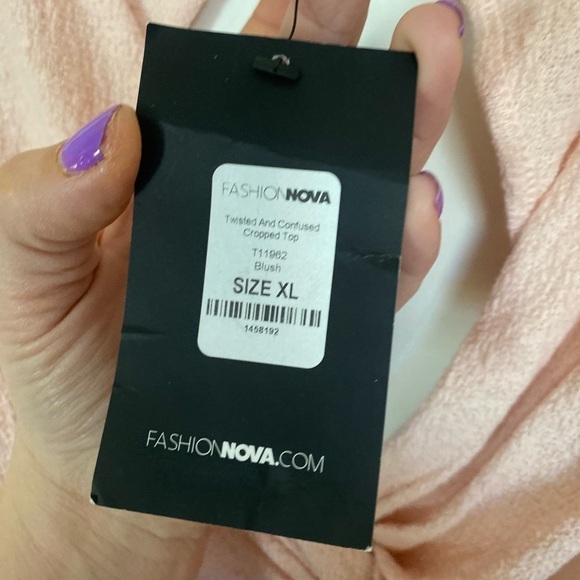 FASHIONNOVA
Twisted And Confused
Cropped Top
T11962
Blush
SIZE XL
1458192
FASHIONNOVA.COM